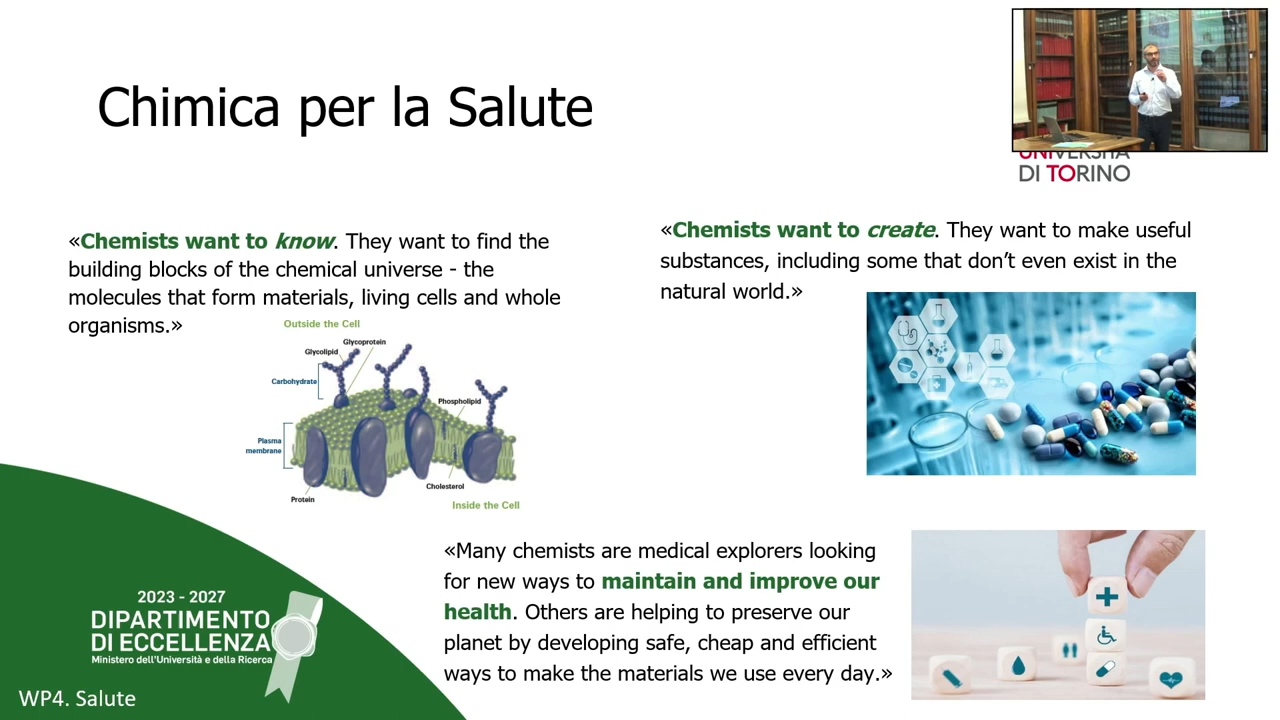 Chimica per la Salute
UNIVERSITÀ
DI TORINO
«Chemists want to know. They want to find the
building blocks of the chemical universe - the
molecules that form materials, living cells and whole
organisms.»
«Chemists want to create. They want to make useful
substances, including some that don’t even exist in the
natural world.»
Outside the Cell
Glycoprotein
Glycolipid
Carbohydrate
Phospholipid
Plasma
membrane
Cholesterol
Protein
Inside the Cell
«Many chemists are medical explorers looking
for new ways to maintain and improve our
health. Others are helping to preserve our
planet by developing safe, cheap and efficient
ways to make the materials we use every day.»
2023 - 2027
DIPARTIMENTO
DI ECCELLENZA
Ministero dell'Università e della Ricerca
WP4. Salute